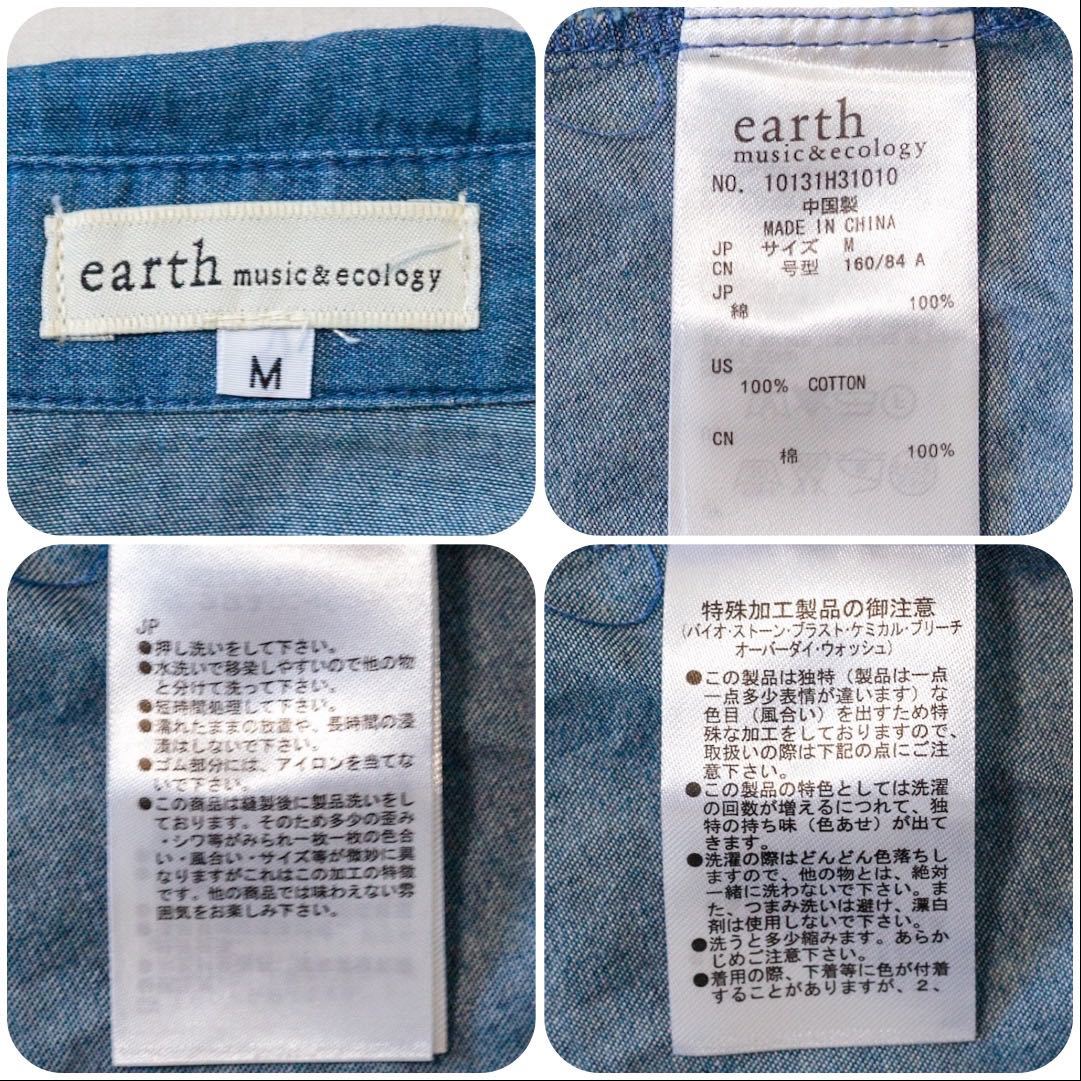 earth music&ecology
M
earth
music&ecology
NO. 10131H31010
中国製
MADE IN CHINA
JP サイズ M
CN 号型 160/84 A
JP
綿 100%
US
100% COTTON
CN
棉 100%
JP
●押し洗いをして下さい。
●水洗いで移染しやすいので他の物
と分けて洗って下さい。
●短時間処理して下さい。
●濡れたままの放置や、長時間の浸
漬はしないで下さい。
●ゴム部分には、アイロンを当てな
いで下さい。
●この商品は縫製後に製品洗いをし
ております。そのため多少の歪み
・シワ等がみられ一枚一枚の色合
い・風合い・サイズ等が微妙に異
なりますがこれはこの加工の特徴
です。他の商品では味わえない雰
囲気をお楽しみ下さい。
特殊加工製品の御注意
(バイオ・ストーン・ブラスト・ケミカル・ブリーチ
オーバーダイ・ウォッシュ)
●この製品は独特（製品は一点
一点多少表情が違います）な
色目（風合い）を出すため特
殊な加工をしておりますので、
取扱いの際は下記の点にご注
意下さい。
●この製品の特色としては洗濯
の回数が増えるにつれて、独
特の持ち味（色あせ）が出て
きます。
●洗濯の際はどんどん色落ちし
ますので、他の物とは、絶対
一緒に洗わないで下さい。ま
た、つまみ洗いは避け、漂白
剤は使用しないで下さい。
●洗うと多少縮みます。あらか
じめご注意下さい。
●着用の際、下着等に色が付着
することがありますが、2、